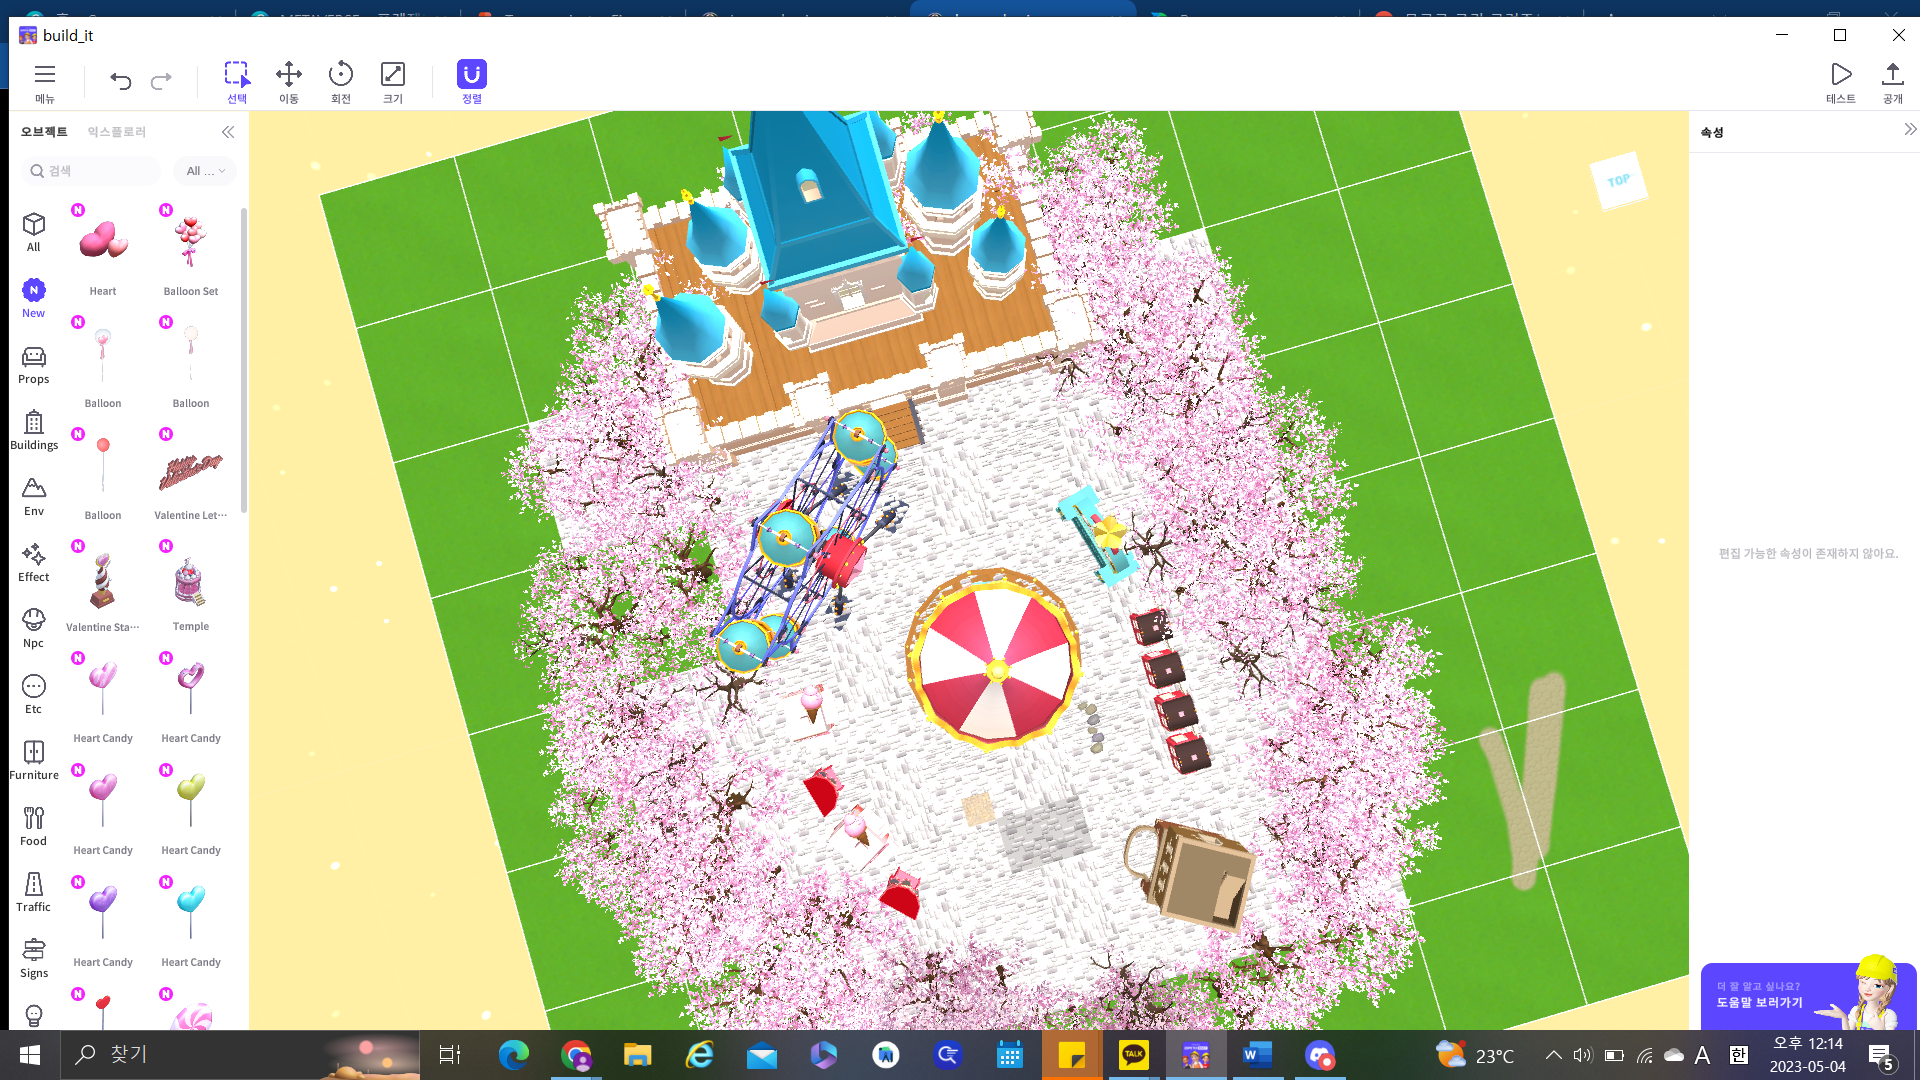 build_it
메뉴
선택
이동
회전
크기
정렬
테스트
공개
오브젝트
익스플로러
속성
검색
All ...
TOP
All
New
Props
Buildings
Env
Effect
Npc
Etc
Furniture
Food
Traffic
Signs
Heart
Balloon Set
Balloon
Balloon
Balloon
Valentine Let···
Valentine Sta···
Temple
Heart Candy
Heart Candy
Heart Candy
Heart Candy
Heart Candy
Heart Candy
편집 가능한 속성이 존재하지 않아요.
더 잘 알고 싶나요?
도움말 보러가기
찾기
23°C
A
한
오후 12:14
2023-05-04
5